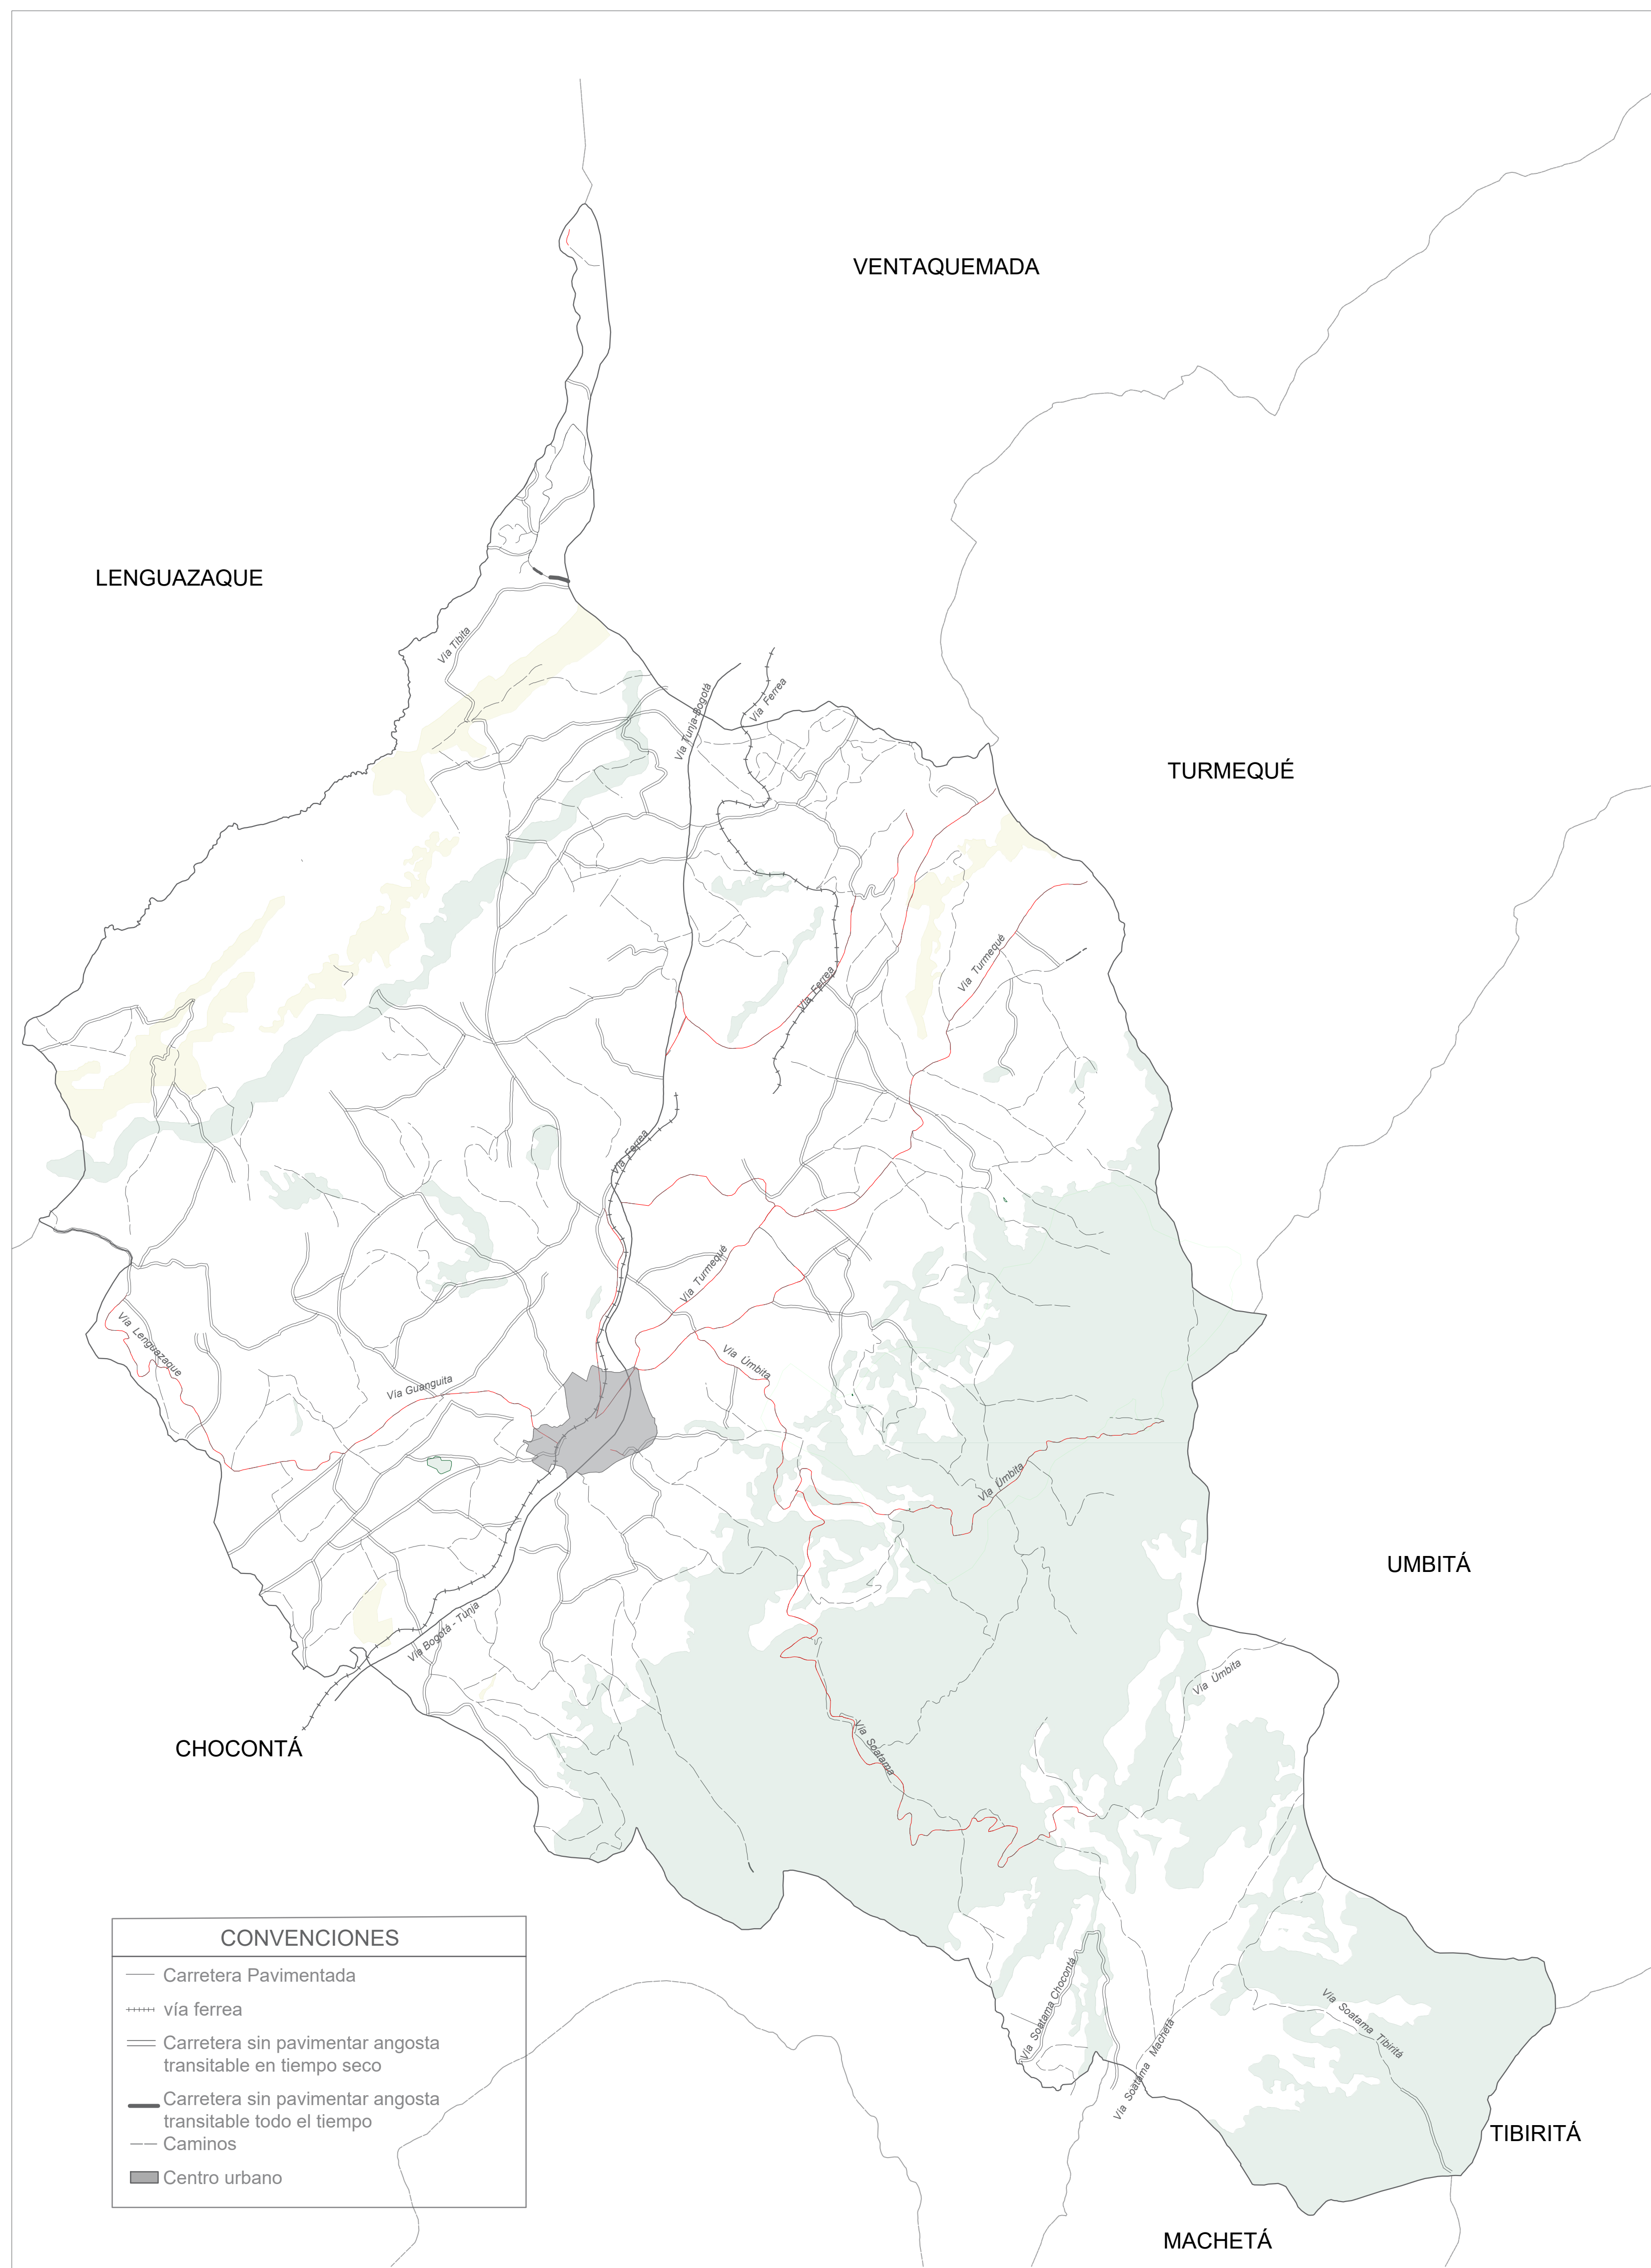 VENTAQUEMADA
LENGUAZAQUE
Vía Tibita
Vía Tunja-Bogotá
Vía Ferrea
TURMEQUÉ
Vía Turmequé
Vía Ferrea
Vía Ferrea
Vía Turmequé
Vía Lenguazaque
Vía Guanguita
Vía Úmbita
Vía Úmbita
UMBITÁ
Vía Bogotá - Tunja
Vía Úmbita
CHOCONTÁ
Vía Soatama
CONVENCIONES
Carretera Pavimentada
vía ferrea
Carretera sin pavimentar angosta
transitable en tiempo seco
Carretera sin pavimentar angosta
transitable todo el tiempo
Caminos
Centro urbano
Vía Soatama Chocontá
Vía Soatama Machetá
Vía Soatama Tibiritá
TIBIRITÁ
MACHETÁ